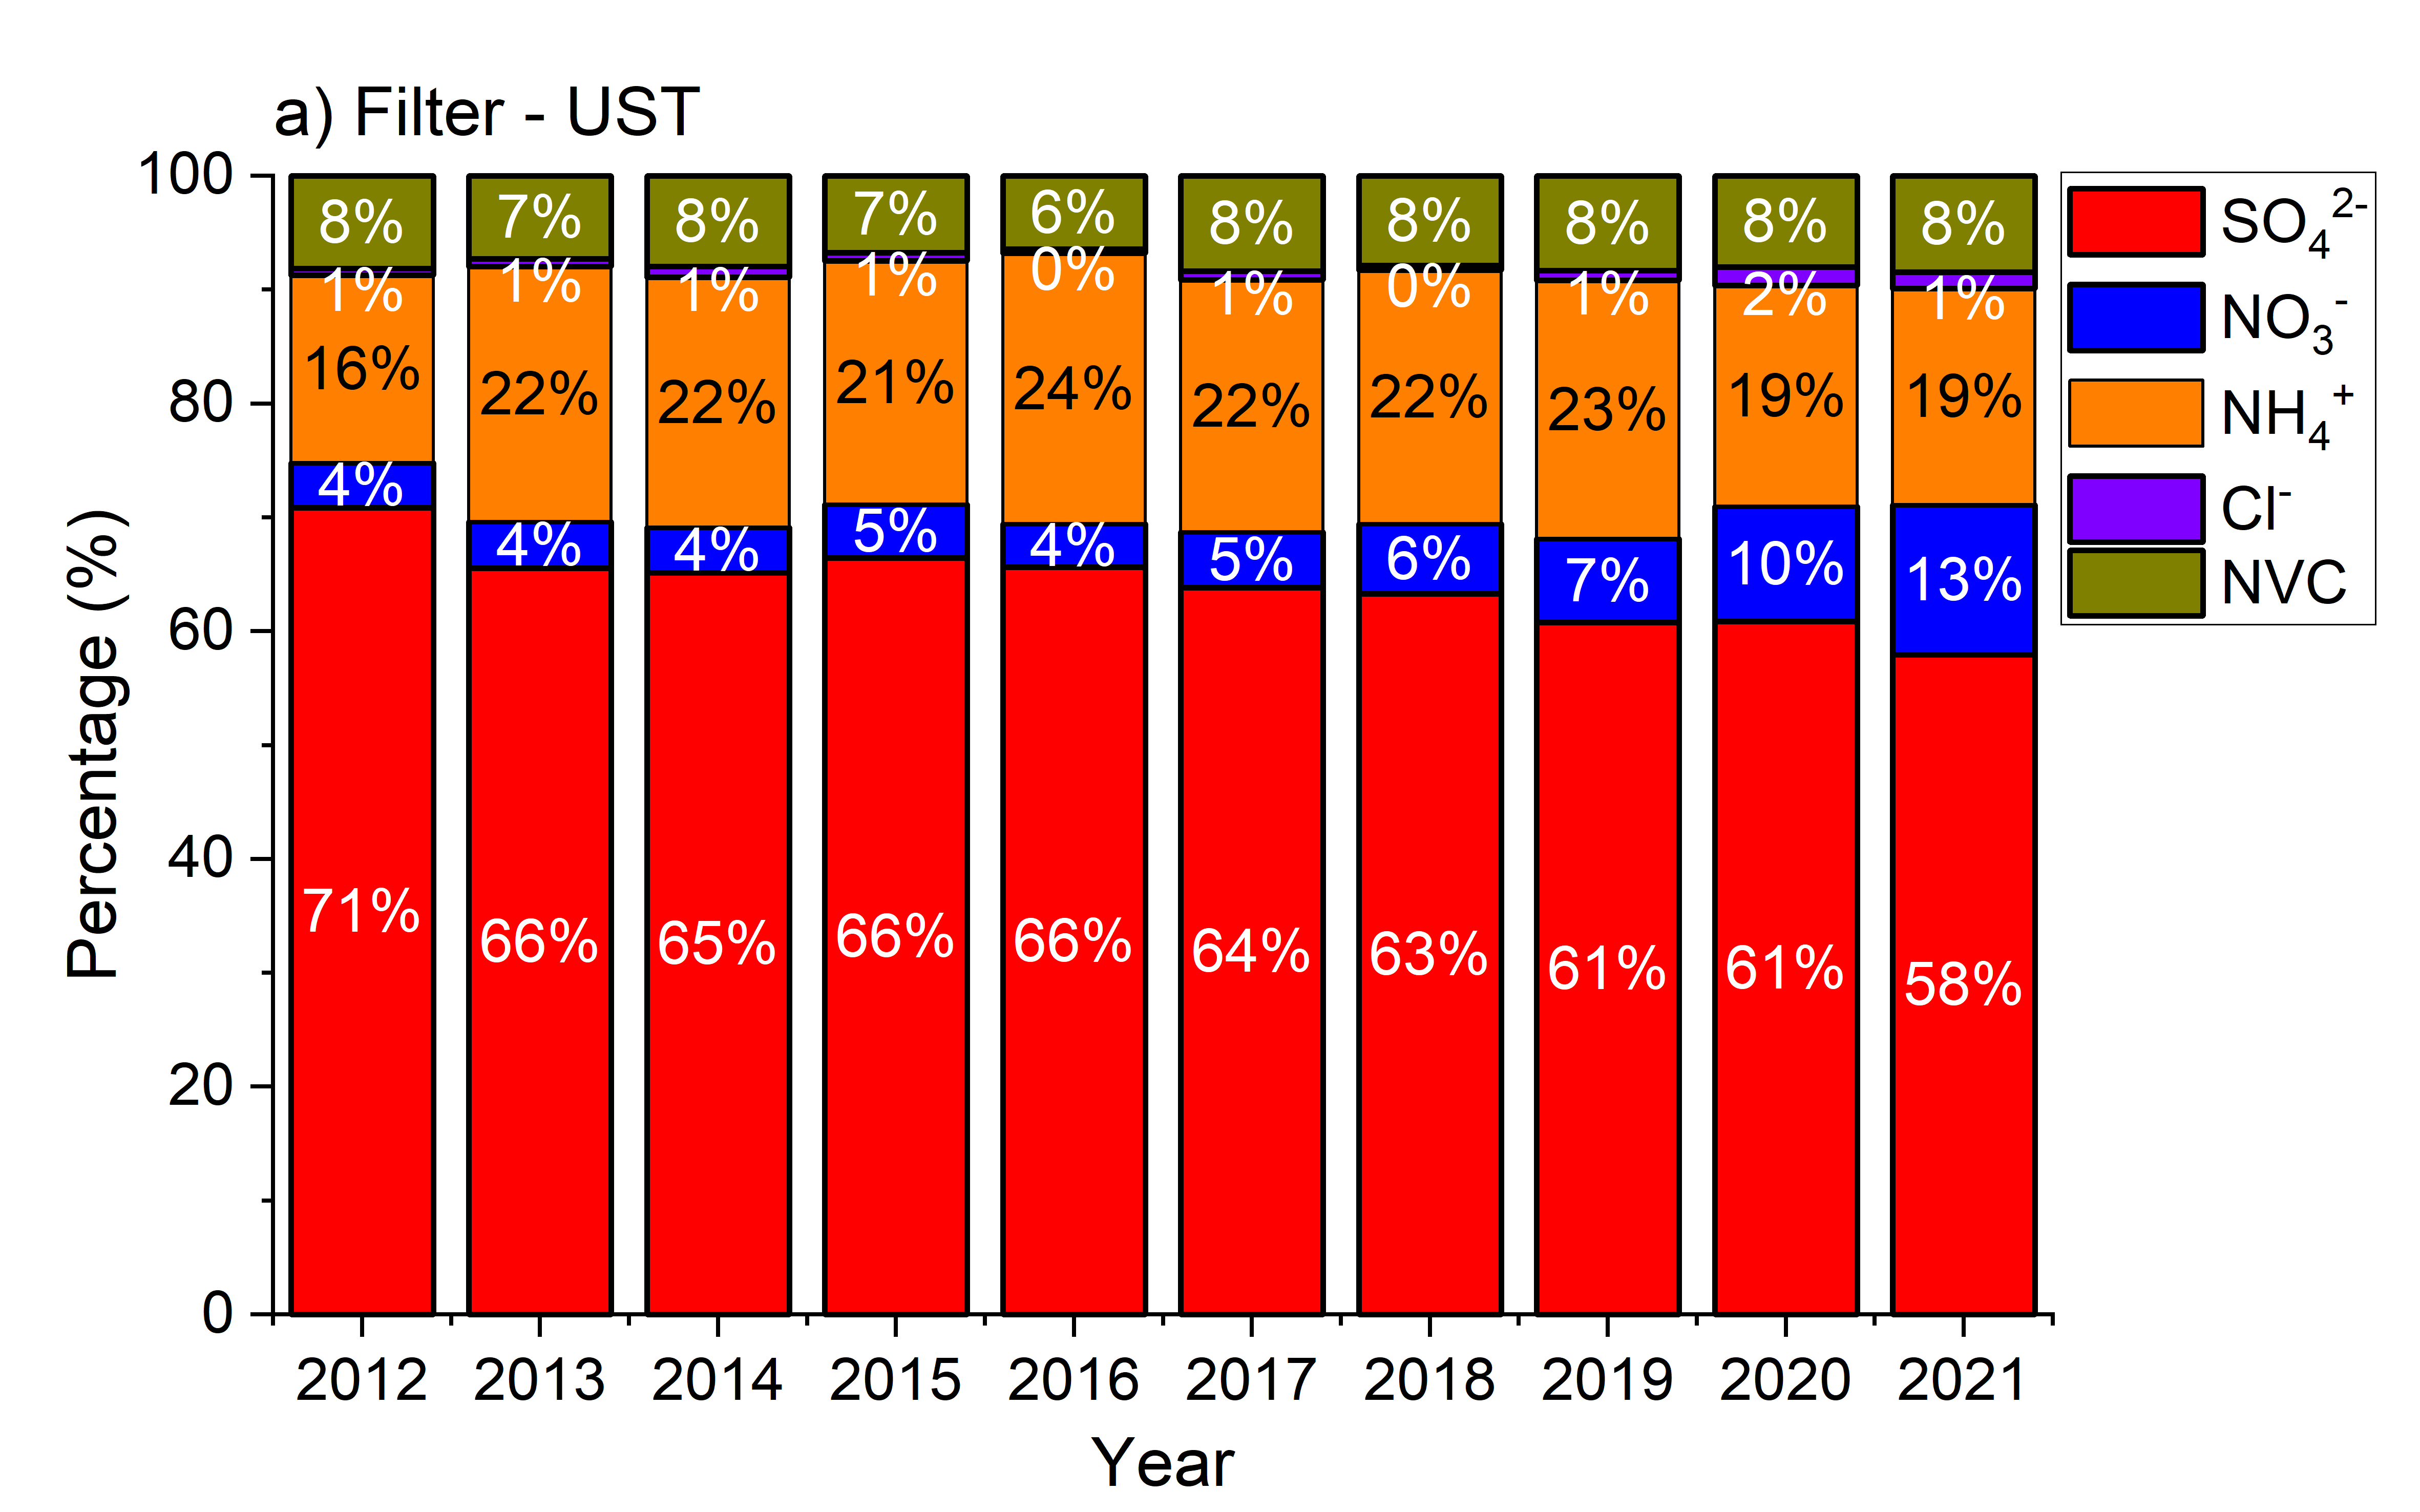 a) Filter - UST
100
80
60
40
20
0
Percentage (%)
8% 7% 8% 7% 6% 8% 8% 8% 8% 8%
1% 1% 1% 1% 0% 1% 0% 1% 2% 1%
16% 22% 22% 21% 24% 22% 22% 23% 19% 19%
4% 4% 4% 5% 4% 5% 6% 7% 10% 13%
71% 66% 65% 66% 66% 64% 63% 61% 61% 58%
2012 2013 2014 2015 2016 2017 2018 2019 2020 2021
Year
SO₄²⁻
NO₃⁻
NH₄⁺
Cl⁻
NVC